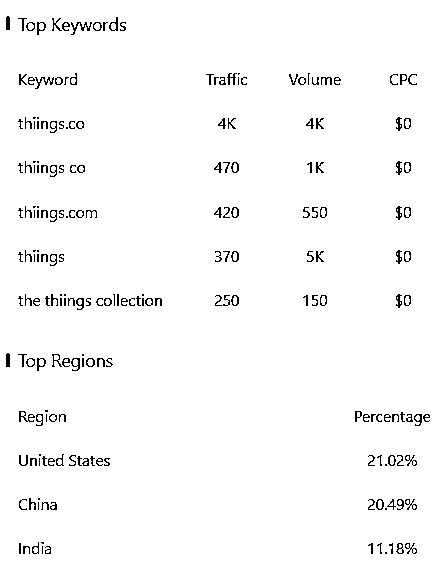 Top Keywords
Keyword Traffic Volume CPC
thiings.co 4K 4K $0
thiings co 470 1K $0
thiings.com 420 550 $0
thiings 370 5K $0
the thiings collection 250 150 $0
Top Regions
Region Percentage
United States 21.02%
China 20.49%
India 11.18%